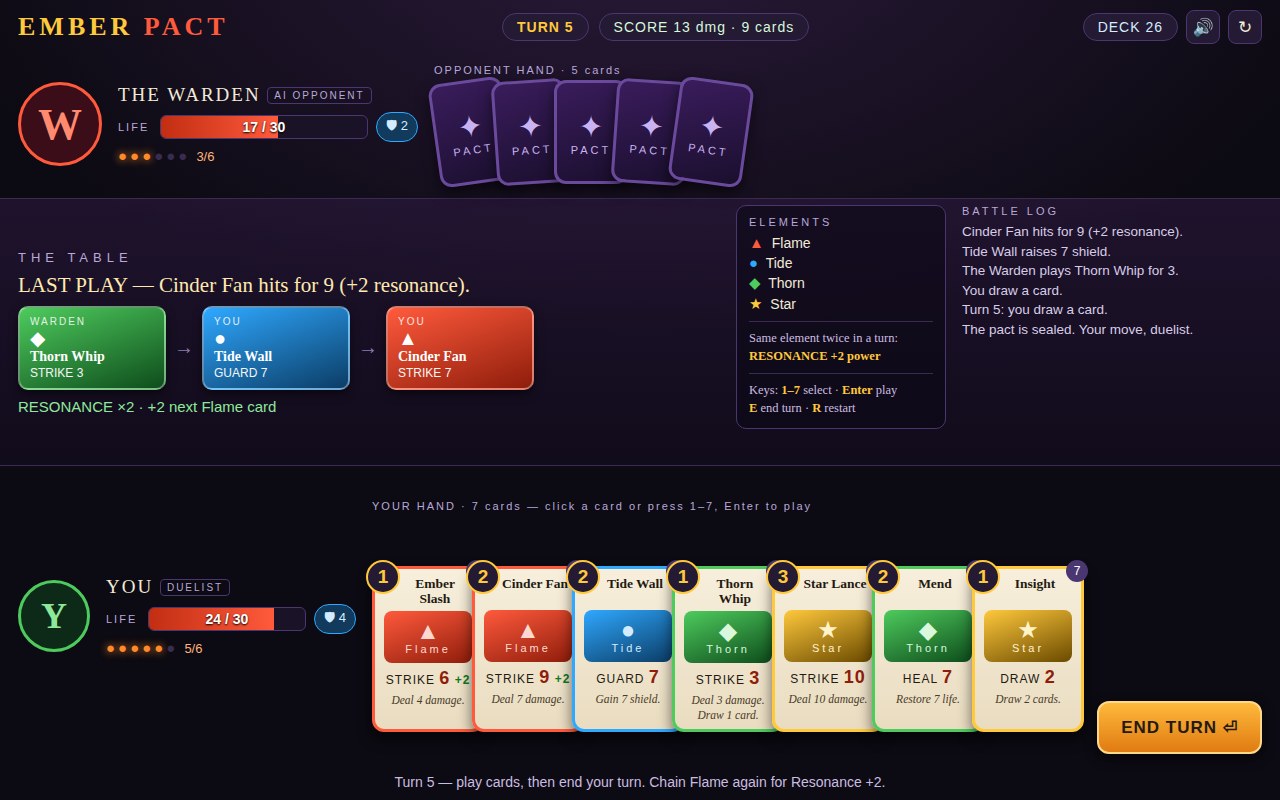 EMBER PACT
TURN 5
SCORE 13 dmg · 9 cards
DECK 26
OPPONENT HAND · 5 cards
W
THE WARDEN
AI OPPONENT
LIFE
17 / 30
2
3/6
PACT
PACT
PACT
PACT
PACT
THE TABLE
LAST PLAY — Cinder Fan hits for 9 (+2 resonance).
WARDEN
Thorn Whip
STRIKE 3
→
YOU
Tide Wall
GUARD 7
→
YOU
Cinder Fan
STRIKE 7
RESONANCE ×2 · +2 next Flame card
ELEMENTS
Flame
Tide
Thorn
Star
Same element twice in a turn:
RESONANCE +2 power
Keys: 1–7 select · Enter play
E end turn · R restart
BATTLE LOG
Cinder Fan hits for 9 (+2 resonance).
Tide Wall raises 7 shield.
The Warden plays Thorn Whip for 3.
You draw a card.
Turn 5: you draw a card.
The pact is sealed. Your move, duelist.
YOUR HAND · 7 cards — click a card or press 1–7, Enter to play
Y
YOU
DUELIST
LIFE
24 / 30
4
5/6
1
Ember
Slash
Flame
STRIKE 6 +2
Deal 4 damage.
2
Cinder Fan
Flame
STRIKE 9 +2
Deal 7 damage.
2
Tide Wall
Tide
GUARD 7
Gain 7 shield.
1
Thorn
Whip
Thorn
STRIKE 3
Deal 3 damage.
Draw 1 card.
3
Star Lance
Star
STRIKE 10
Deal 10 damage.
2
Mend
Thorn
HEAL 7
Restore 7 life.
1
Insight
7
Star
DRAW 2
Draw 2 cards.
END TURN ⏎
Turn 5 — play cards, then end your turn. Chain Flame again for Resonance +2.